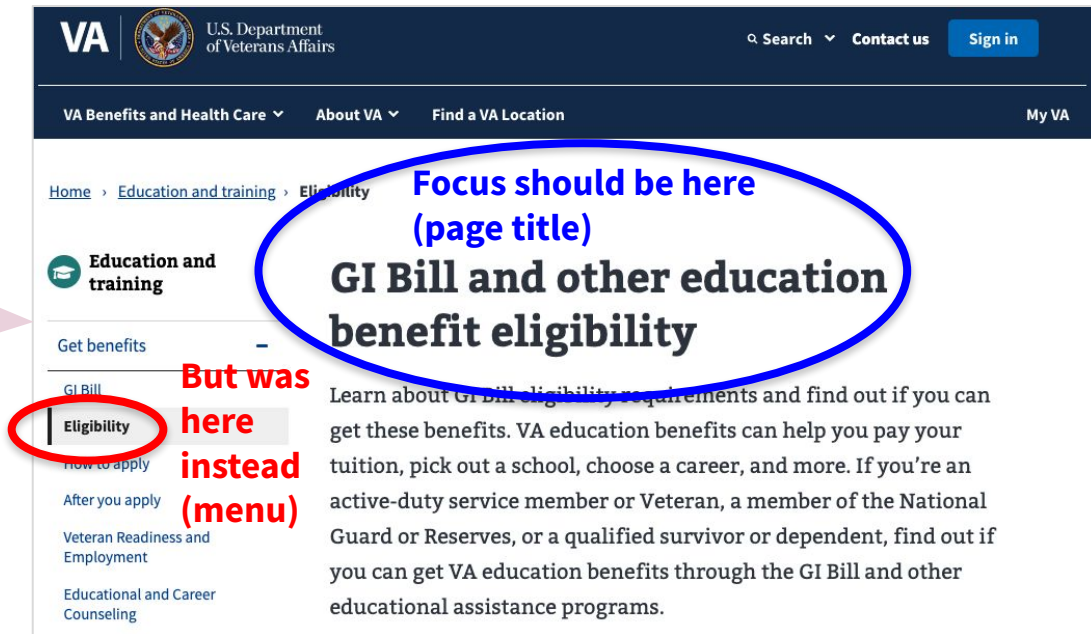 VA
U.S. Department
of Veterans Affairs
Search
Contact us
Sign in
VA Benefits and Health Care
About VA
Find a VA Location
My VA
Home › Education and training › Eligibility
Focus should be here
(page title)
Education and
training
GI Bill and other education
benefit eligibility
Get benefits
GI Bill
Eligibility
How to apply
After you apply
Veteran Readiness and
Employment
Educational and Career
Counseling
But was
here
instead
(menu)
Learn about GI Bill eligibility requirements and find out if you can
get these benefits. VA education benefits can help you pay your
tuition, pick out a school, choose a career, and more. If you’re an
active-duty service member or Veteran, a member of the National
Guard or Reserves, or a qualified survivor or dependent, find out if
you can get VA education benefits through the GI Bill and other
educational assistance programs.